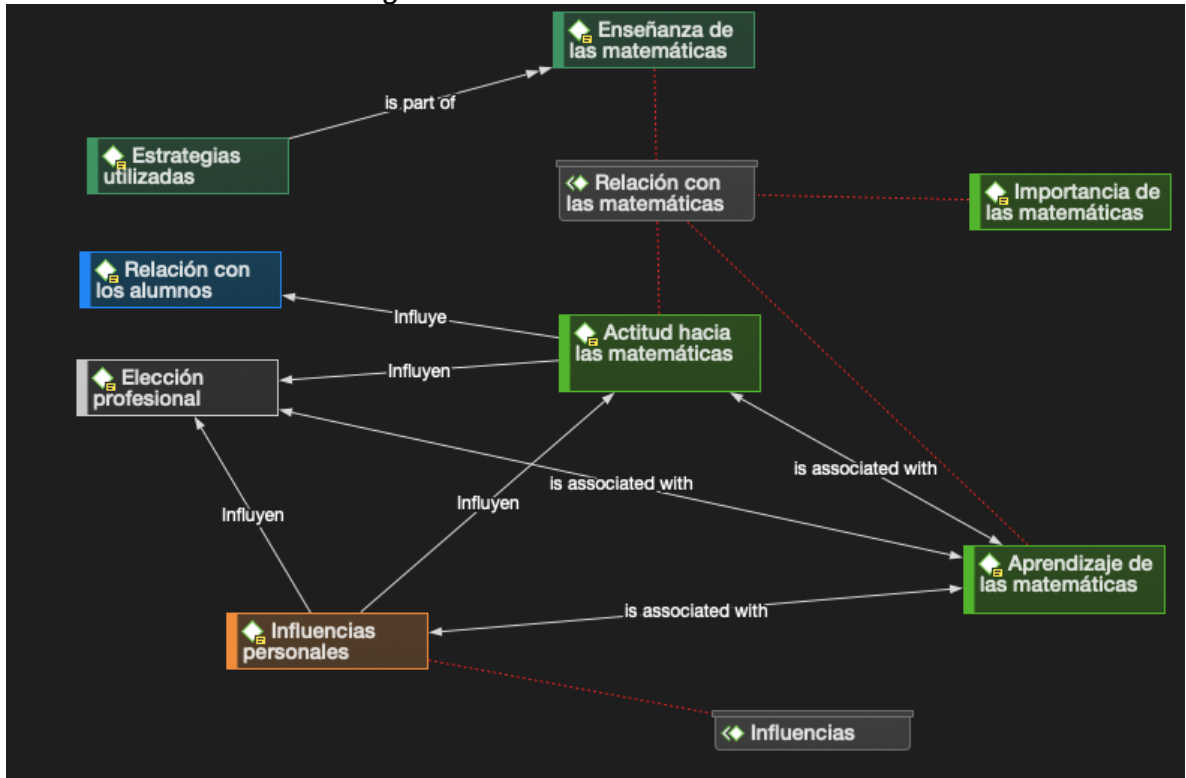 Enseñanza de
las matemáticas
is part of
Estrategias
utilizadas
Relación con
las matemáticas
Importancia de
las matemáticas
Relación con
los alumnos
Influye
Actitud hacia
las matemáticas
Influyen
Elección
profesional
is associated with
is associated with
Influyen
Influyen
Aprendizaje de
las matemáticas
is associated with
Influencias
personales
Influencias